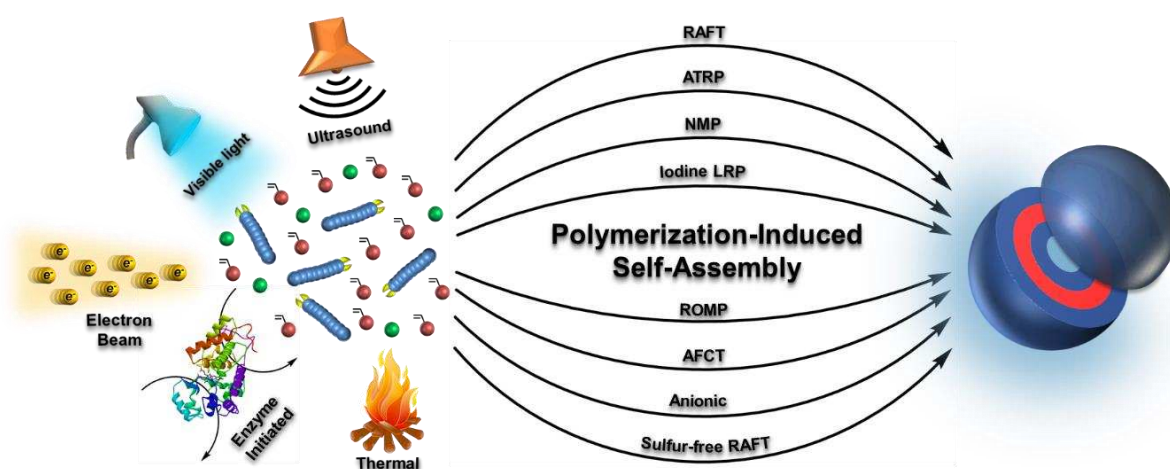 Ultrasound
Visible light
e⁻ e⁻ e⁻ e⁻ e⁻ e⁻ e⁻ e⁻
Electron
Beam
Enzyme
Initiated
Thermal
RAFT
ATRP
NMP
Iodine LRP
Polymerization-Induced
Self-Assembly
ROMP
AFCT
Anionic
Sulfur-free RAFT